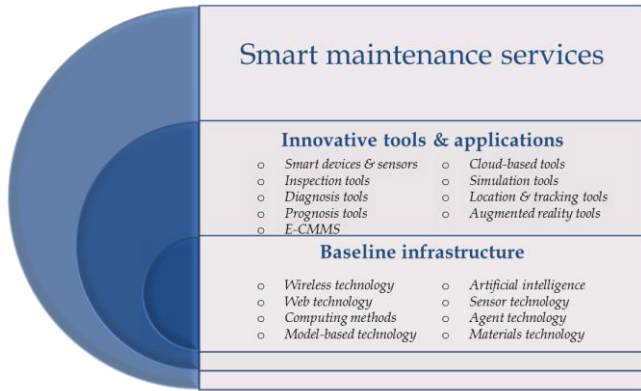 Smart maintenance services
Innovative tools & applications
o Smart devices & sensors
o Inspection tools
o Diagnosis tools
o Prognosis tools
o E-CMMS
o Cloud-based tools
o Simulation tools
o Location & tracking tools
o Augmented reality tools
Baseline infrastructure
o Wireless technology
o Web technology
o Computing methods
o Model-based technology
o Artificial intelligence
o Sensor technology
o Agent technology
o Materials technology